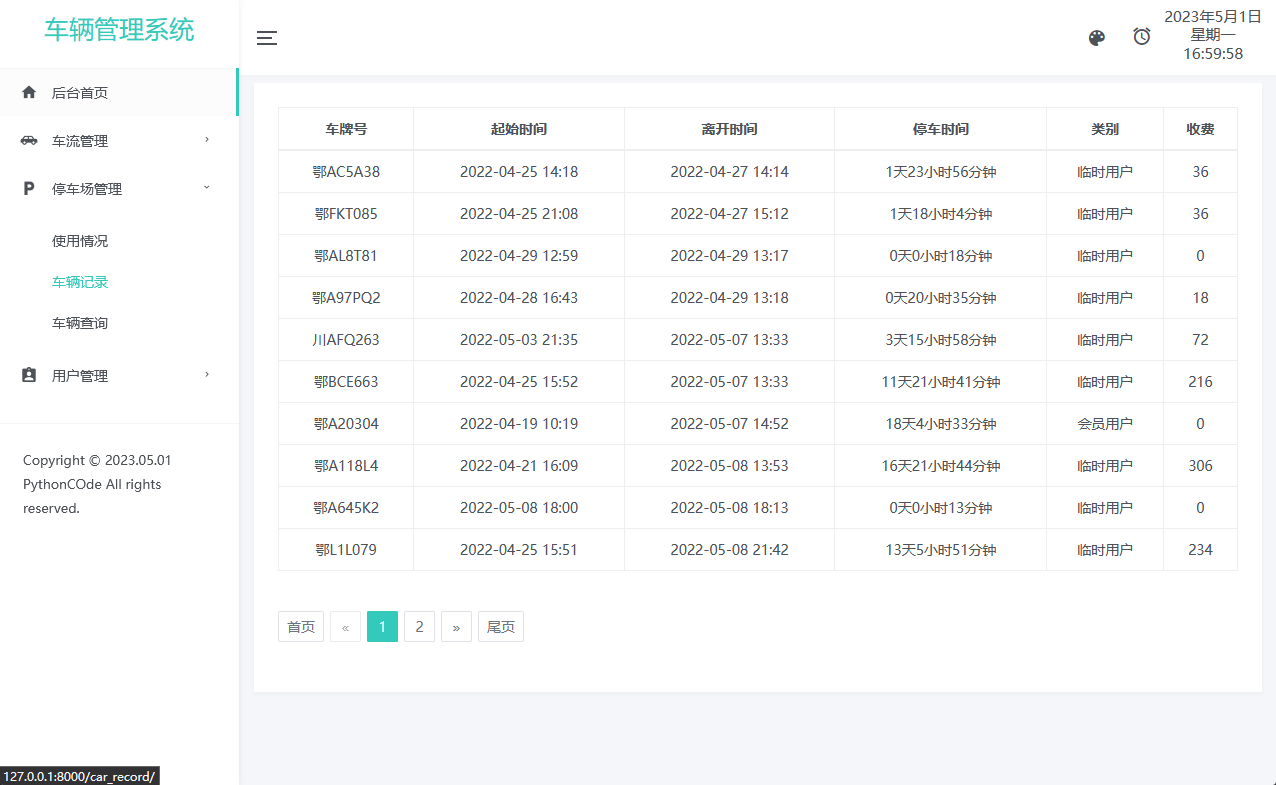 车辆管理系统
2023年5月1日
星期一
16:59:58
后台首页
车流管理
停车场管理
使用情况
车辆记录
车辆查询
用户管理
Copyright © 2023.05.01
PythonCOde All rights
reserved.
车牌号 起始时间 离开时间 停车时间 类别 收费
鄂AC5A38 2022-04-25 14:18 2022-04-27 14:14 1天23小时56分钟 临时用户 36
鄂FKT085 2022-04-25 21:08 2022-04-27 15:12 1天18小时4分钟 临时用户 36
鄂AL8T81 2022-04-29 12:59 2022-04-29 13:17 0天0小时18分钟 临时用户 0
鄂A97PQ2 2022-04-28 16:43 2022-04-29 13:18 0天20小时35分钟 临时用户 18
川AFQ263 2022-05-03 21:35 2022-05-07 13:33 3天15小时58分钟 临时用户 72
鄂BCE663 2022-04-25 15:52 2022-05-07 13:33 11天21小时41分钟 临时用户 216
鄂A20304 2022-04-19 10:19 2022-05-07 14:52 18天4小时33分钟 会员用户 0
鄂A118L4 2022-04-21 16:09 2022-05-08 13:53 16天21小时44分钟 临时用户 306
鄂A645K2 2022-05-08 18:00 2022-05-08 18:13 0天0小时13分钟 临时用户 0
鄂L1L079 2022-04-25 15:51 2022-05-08 21:42 13天5小时51分钟 临时用户 234
首页 « 1 2 » 尾页
127.0.0.1:8000/car_record/